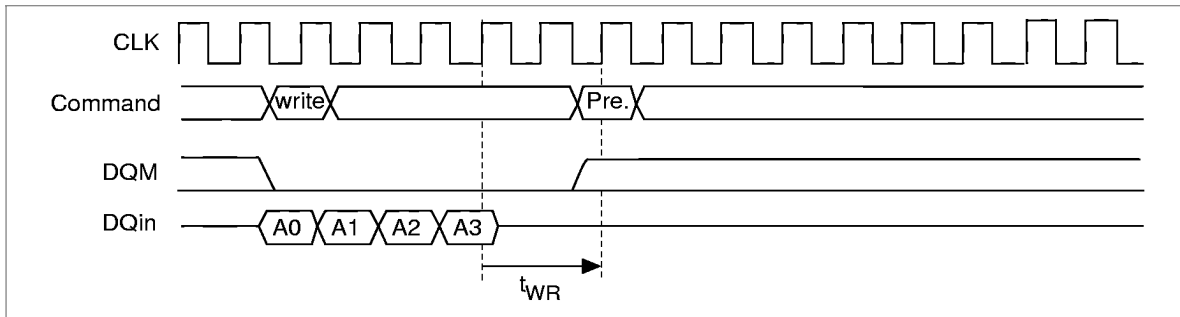 CLK
Command write Pre.
DQM
DQin A0 A1 A2 A3
tWR